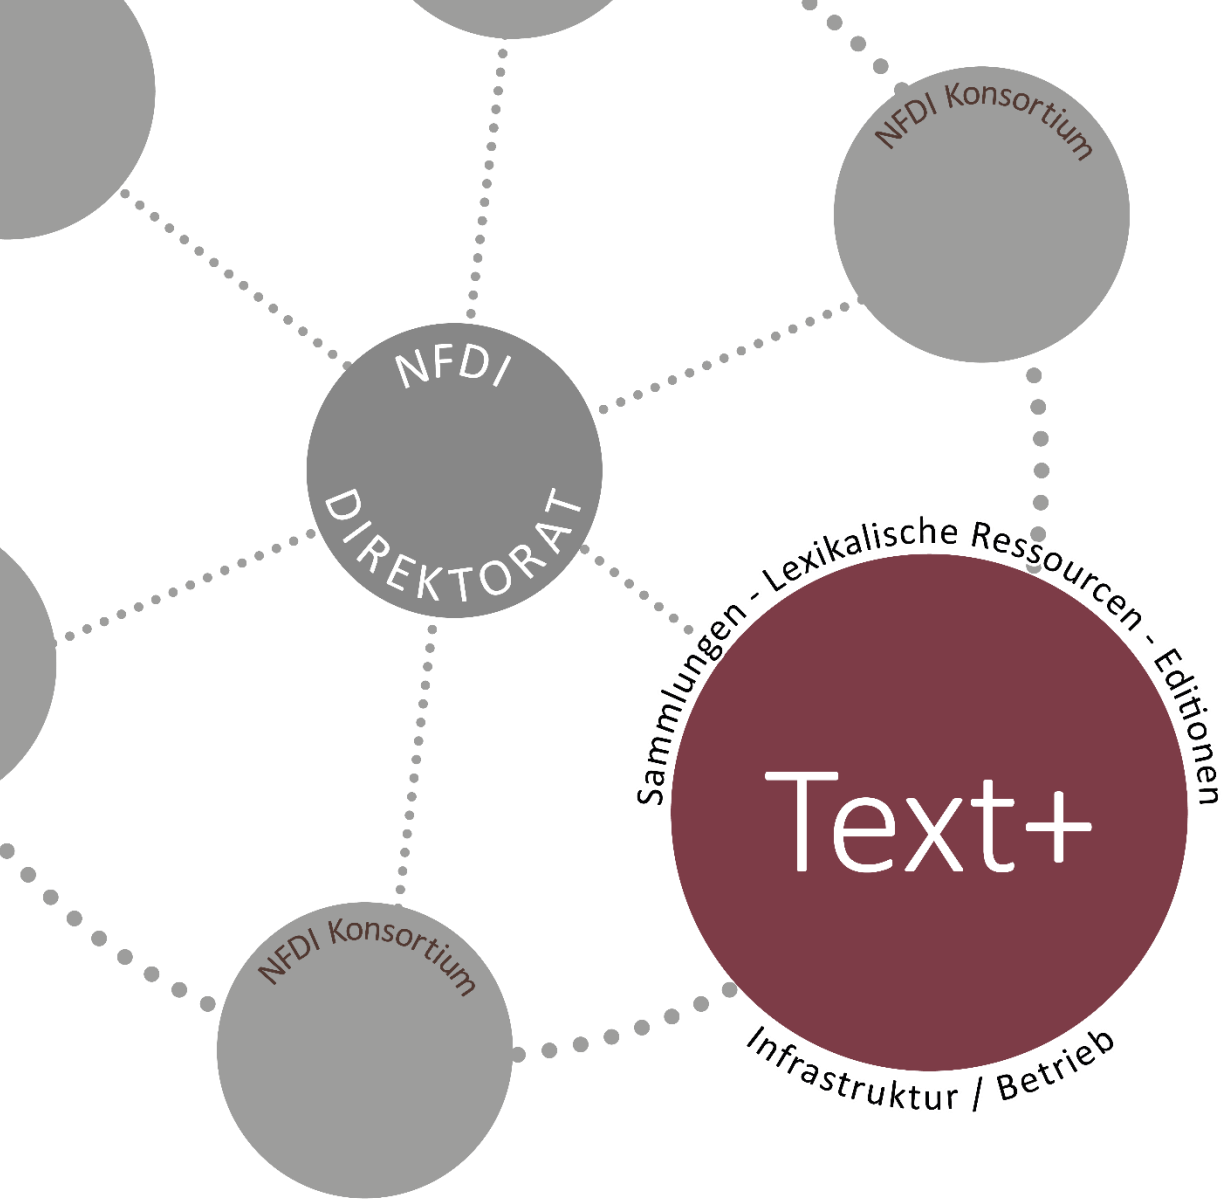 NFDI Konsortium
NFDI
DIREKTORAT
Sammlungen - Lexikalische Ressourcen - Editionen
Text+
NFDI Konsortium
Infrastruktur / Betrieb